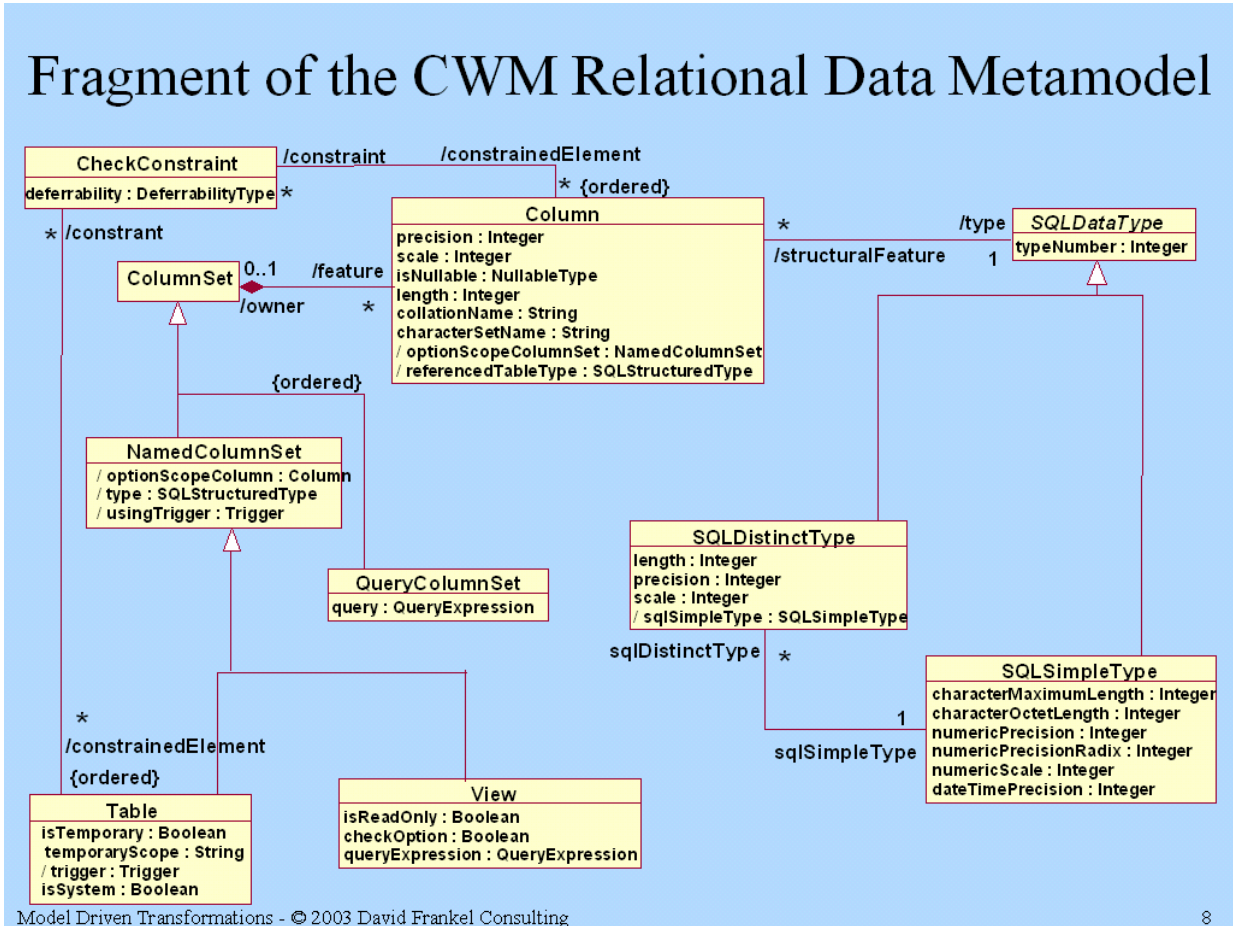 Fragment of the CWM Relational Data Metamodel
CheckConstraint
deferrability : DeferrabilityType
/constraint
*
/constrainedElement
* {ordered}
* /constrant
ColumnSet
0..1
/owner
/feature
*
Column
precision : Integer
scale : Integer
isNullable : NullableType
length : Integer
collationName : String
characterSetName : String
/ optionScopeColumnSet : NamedColumnSet
/ referencedTableType : SQLStructuredType
*
/structuralFeature
/type
1
SQLDataType
typeNumber : Integer
{ordered}
NamedColumnSet
/ optionScopeColumn : Column
/ type : SQLStructuredType
/ usingTrigger : Trigger
QueryColumnSet
query : QueryExpression
SQLDistinctType
length : Integer
precision : Integer
scale : Integer
/ sqlSimpleType : SQLSimpleType
sqlDistinctType
*
1
sqlSimpleType
SQLSimpleType
characterMaximumLength : Integer
characterOctetLength : Integer
numericPrecision : Integer
numericPrecisionRadix : Integer
numericScale : Integer
dateTimePrecision : Integer
*
/constrainedElement
{ordered}
Table
isTemporary : Boolean
temporaryScope : String
/ trigger : Trigger
isSystem : Boolean
View
isReadOnly : Boolean
checkOption : Boolean
queryExpression : QueryExpression
Model Driven Transformations - © 2003 David Frankel Consulting
8